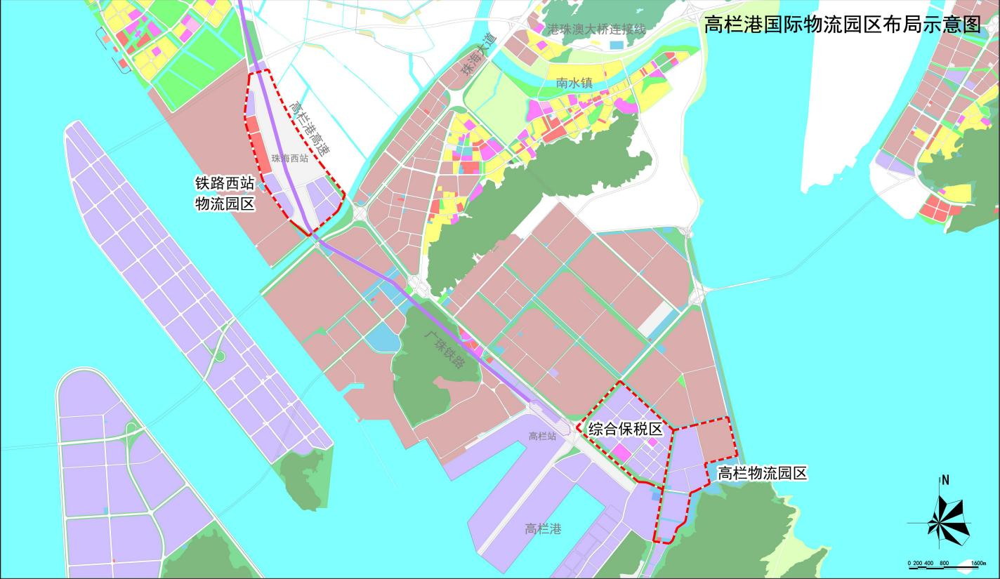 高栏港国际物流园区布局示意图
港珠澳大桥连接线
珠海大道
南水镇
高栏港高速
珠海西站
铁路西站
物流园区
广珠铁路
综合保税区
高栏站
高栏物流园区
高栏港
N
0 200 400 800 1600m